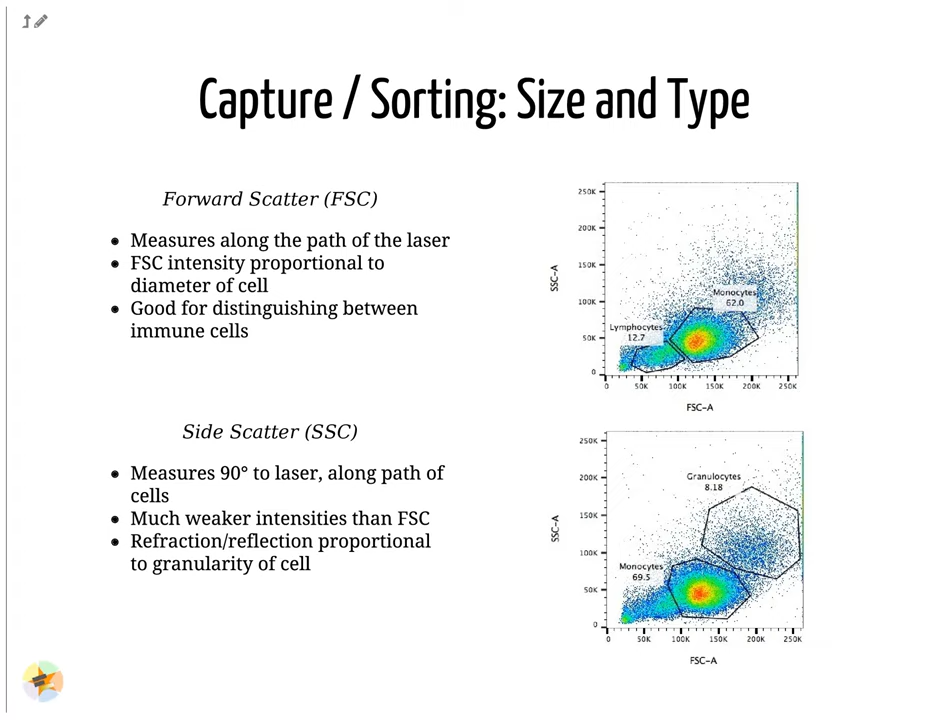 Capture / Sorting: Size and Type
Forward Scatter (FSC)
Measures along the path of the laser
FSC intensity proportional to
diameter of cell
Good for distinguishing between
immune cells
250K
200K
150K
100K
50K
0
SSC-A
Monocytes
62.0
Lymphocytes
12.7
0 50K 100K 150K 200K 250K
FSC-A
Side Scatter (SSC)
Measures 90° to laser, along path of
cells
Much weaker intensities than FSC
Refraction/reflection proportional
to granularity of cell
250K
200K
150K
100K
50K
0
SSC-A
Granulocytes
8.18
Monocytes
69.5
0 50K 100K 150K 200K 250K
FSC-A